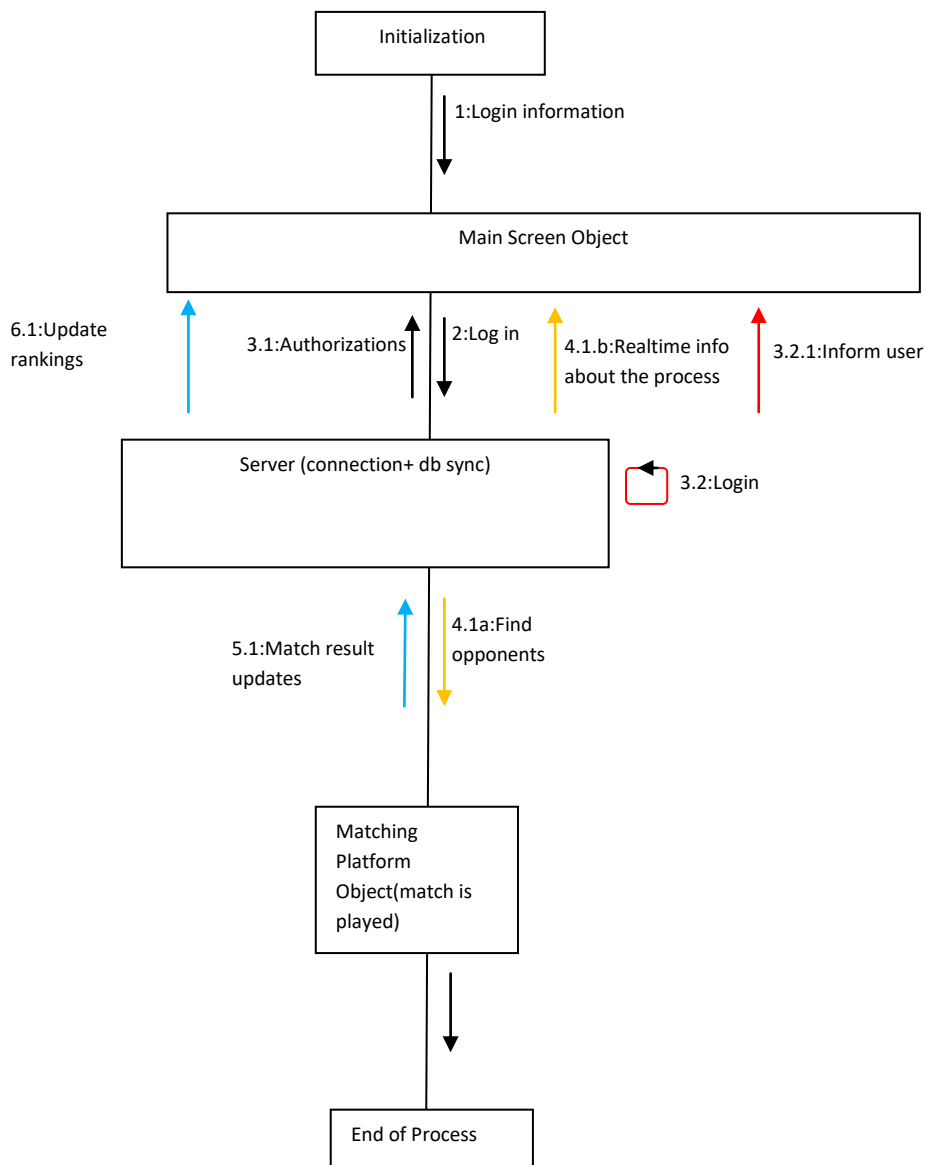 Initialization
1:Login information
Main Screen Object
6.1:Update
rankings
3.1:Authorizations
2:Log in
4.1.b:Realtime info
about the process
3.2.1:Inform user
Server (connection+ db sync)
3.2:Login
5.1:Match result
updates
4.1a:Find
opponents
Matching
Platform
Object(match is
played)
End of Process